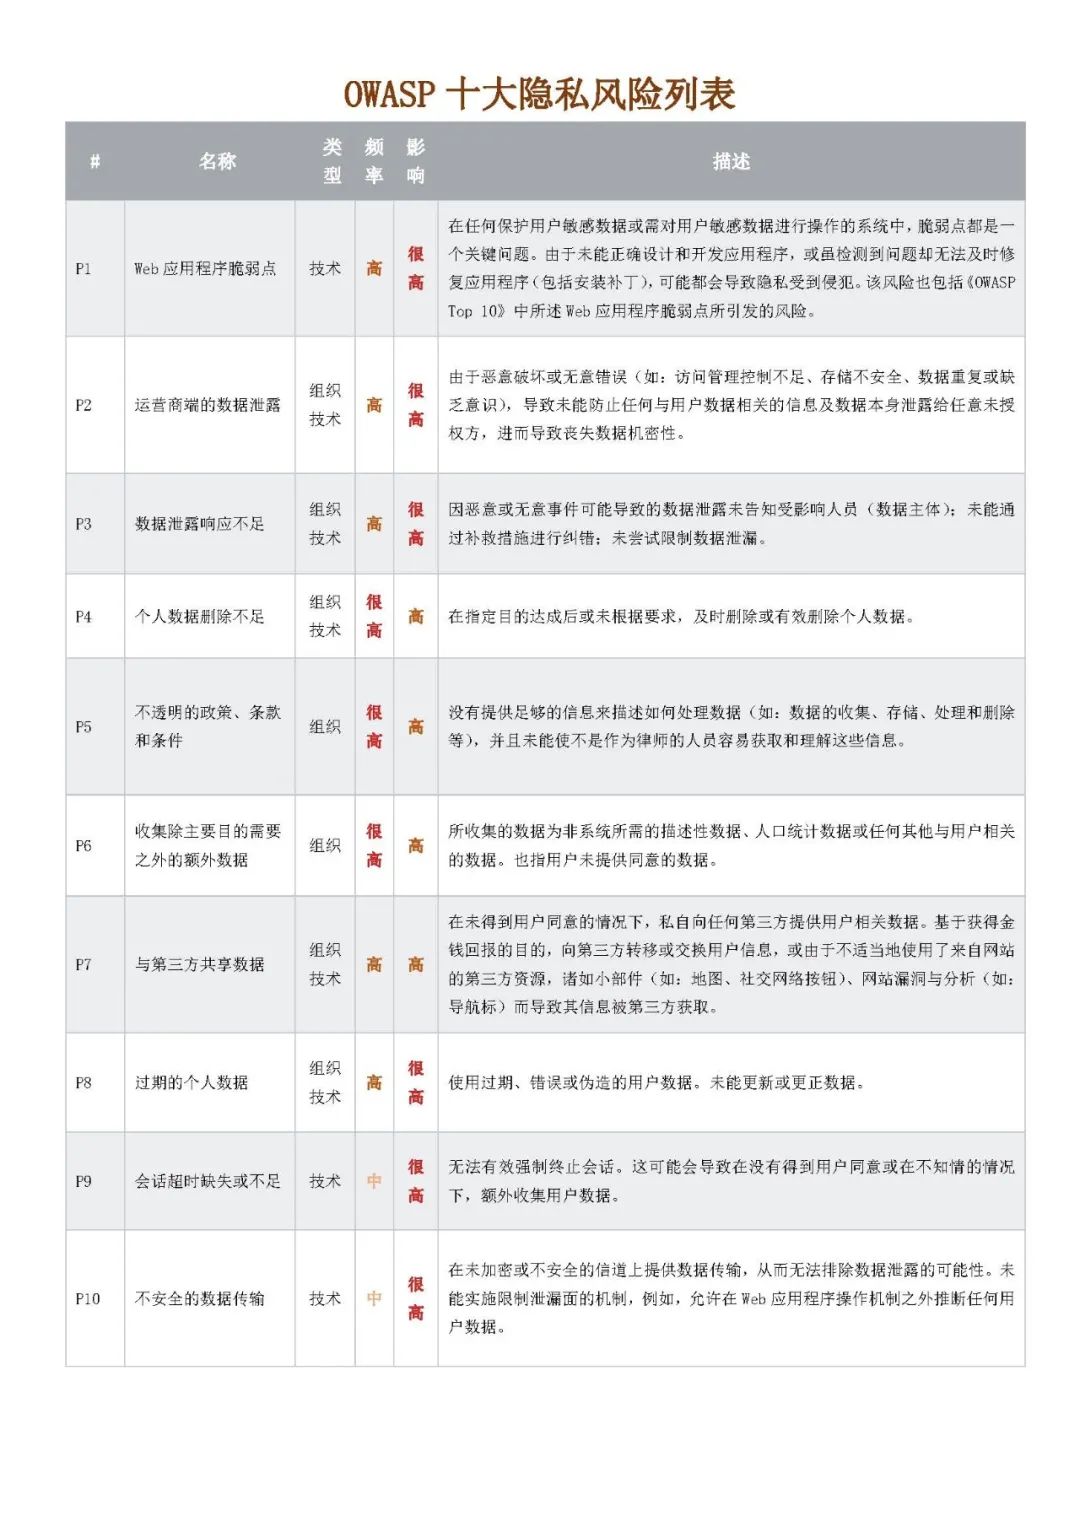 OWASP 十大隐私风险列表
# 名称 类型 频率 影响 描述
P1
Web 应用程序脆弱点
技术
高
很
高
在任何保护用户敏感数据或需对用户敏感数据进行操作的系统中，脆弱点都是一
个关键问题。由于未能正确设计和开发应用程序，或虽检测到问题却无法及时修
复应用程序（包括安装补丁），可能都会导致隐私受到侵犯。该风险也包括《OWASP
Top 10》中所述 Web 应用程序脆弱点所引发的风险。
P2
运营商端的数据泄露
组织
技术
高
很
高
由于恶意破坏或无意错误（如：访问管理控制不足、存储不安全、数据重复或缺
乏意识），导致未能防止任何与用户数据相关的信息及数据本身泄露给任意未授
权方，进而导致丧失数据机密性。
P3
数据泄露响应不足
组织
技术
高
很
高
因恶意或无意事件可能导致的数据泄露未告知受影响人员（数据主体）；未能通
过补救措施进行纠错；未尝试限制数据泄漏。
P4
个人数据删除不足
组织
技术
很
高
高
在指定目的达成后或未根据要求，及时删除或有效删除个人数据。
P5
不透明的政策、条款
和条件
组织
很
高
高
没有提供足够的信息来描述如何处理数据（如：数据的收集、存储、处理和删除
等），并且未能使不是作为律师的人员容易获取和理解这些信息。
P6
收集除主要目的需要
之外的额外数据
组织
很
高
高
所收集的数据为非系统所需的描述性数据、人口统计数据或任何其他与用户相关
的数据。也指用户未提供同意的数据。
P7
与第三方共享数据
组织
技术
高
高
在未得到用户同意的情况下，私自向任何第三方提供用户相关数据。基于获得金
钱回报的目的，向第三方转移或交换用户信息，或由于不适当地使用了来自网站
的第三方资源，诸如小部件（如：地图、社交网络按钮）、网站漏洞与分析（如：
导航标）而导致其信息被第三方获取。
P8
过期的个人数据
组织
技术
高
很
高
使用过期、错误或伪造的用户数据。未能更新或更正数据。
P9
会话超时缺失或不足
技术
中
很
高
无法有效强制终止会话。这可能会导致在没有得到用户同意或在不知情的情况
下，额外收集用户数据。
P10
不安全的数据传输
技术
中
很
高
在未加密或不安全的信道上提供数据传输，从而无法排除数据泄露的可能性。未
能实施限制泄漏面的机制，例如，允许在 Web 应用程序操作机制之外推断任何用
户数据。